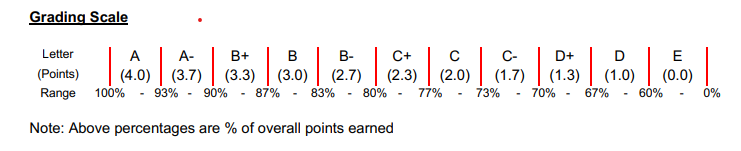 Grading Scale
Letter A A- B+ B B- C+ C C- D+ D E
(Points) (4.0) (3.7) (3.3) (3.0) (2.7) (2.3) (2.0) (1.7) (1.3) (1.0) (0.0)
Range 100% - 93% - 90% - 87% - 83% - 80% - 77% - 73% - 70% - 67% - 60% - 0%
Note: Above percentages are % of overall points earned